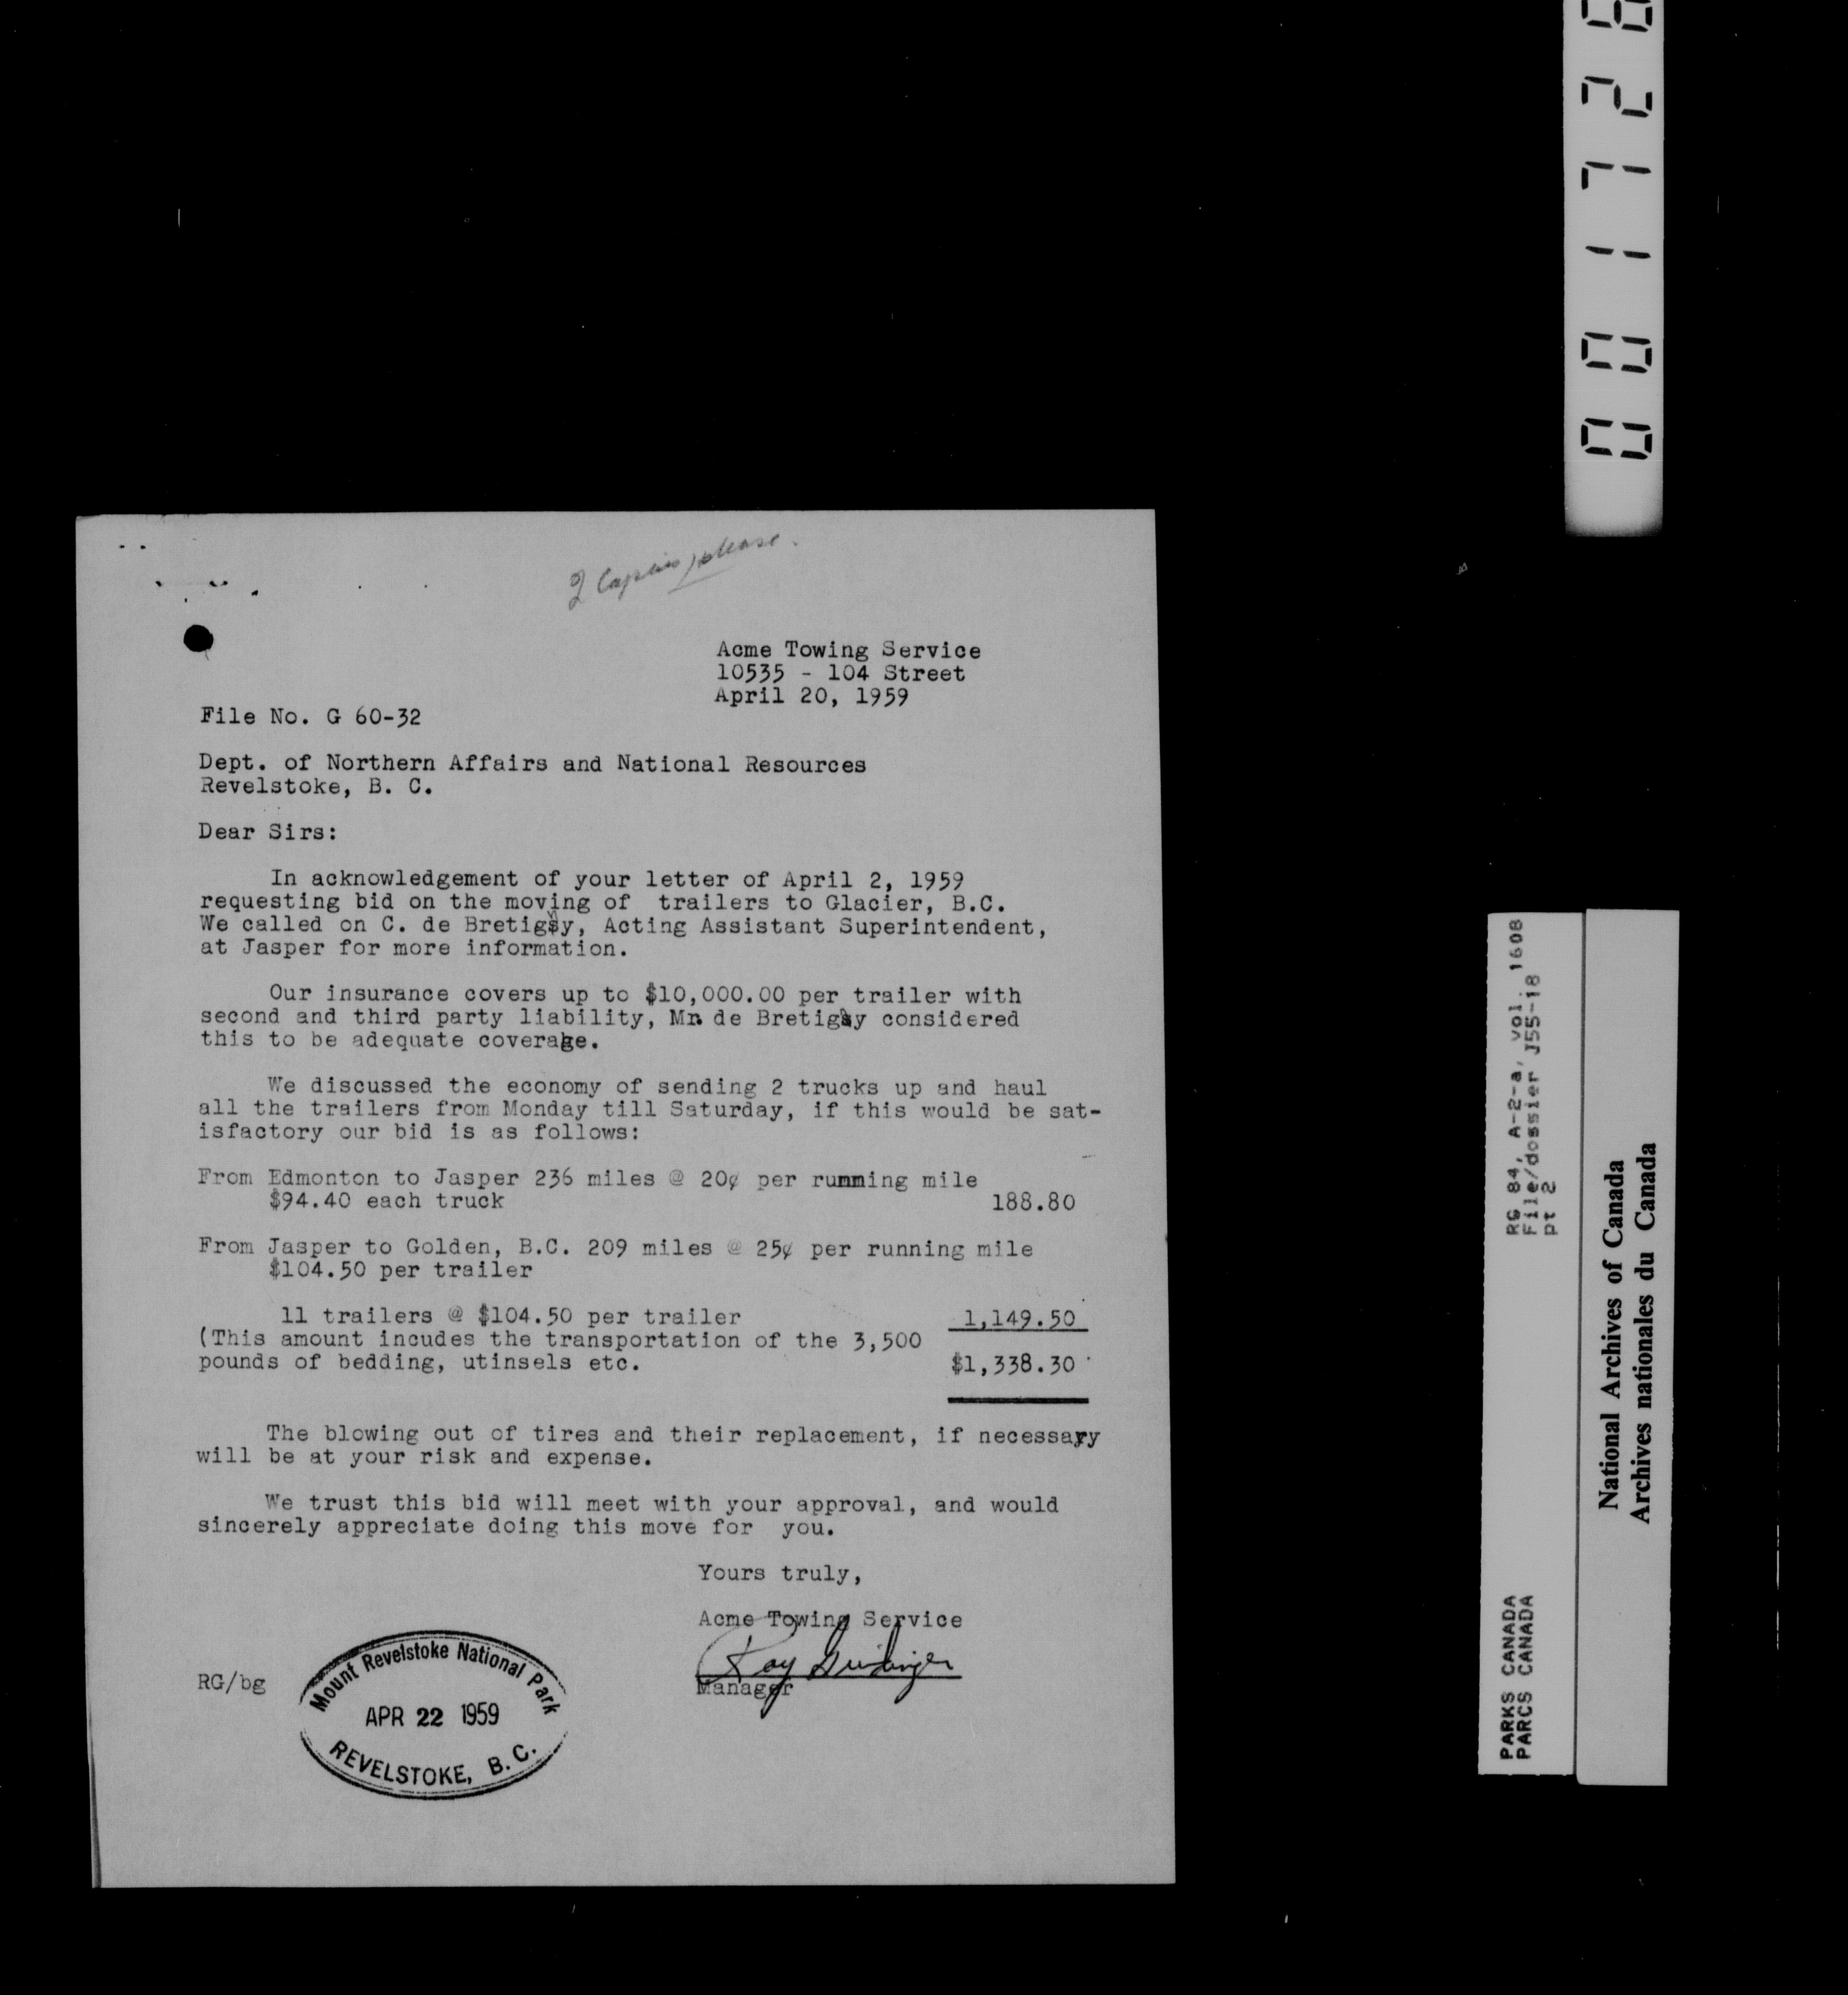 2 Copies please.
Acme Towing Service
10535 - 104 Street
April 20, 1959
File No. G 60-32
Dept. of Northern Affairs and National Resources
Revelstoke, B. C.
Dear Sirs:
In acknowledgement of your letter of April 2, 1959
requesting bid on the moving of trailers to Glacier, B.C.
We called on C. de Bretigny, Acting Assistant Superintendent,
at Jasper for more information.
Our insurance covers up to $10,000.00 per trailer with
second and third party liability, Mr. de Bretigny considered
this to be adequate coverage.
We discussed the economy of sending 2 trucks up and haul
all the trailers from Monday till Saturday, if this would be sat-
isfactory our bid is as follows:
From Edmonton to Jasper 236 miles @ 20¢ per running mile
$94.40 each truck 188.80
From Jasper to Golden, B.C. 209 miles @ 25¢ per running mile
$104.50 per trailer
11 trailers @ $104.50 per trailer 1,149.50
(This amount incudes the transportation of the 3,500
pounds of bedding, utinsels etc. $1,338.30
The blowing out of tires and their replacement, if necessary
will be at your risk and expense.
We trust this bid will meet with your approval, and would
sincerely appreciate doing this move for you.
Yours truly,
Acme Towing Service
Roy
Manager
RG/bg
Mount Revelstoke National Park
APR 22 1959
REVELSTOKE, B. C.
RG 84, A-2-a, vol. 1608
File/dossier J55-18
pt 2
PARKS CANADA
PARCS CANADA
National Archives of Canada
Archives nationales du Canada